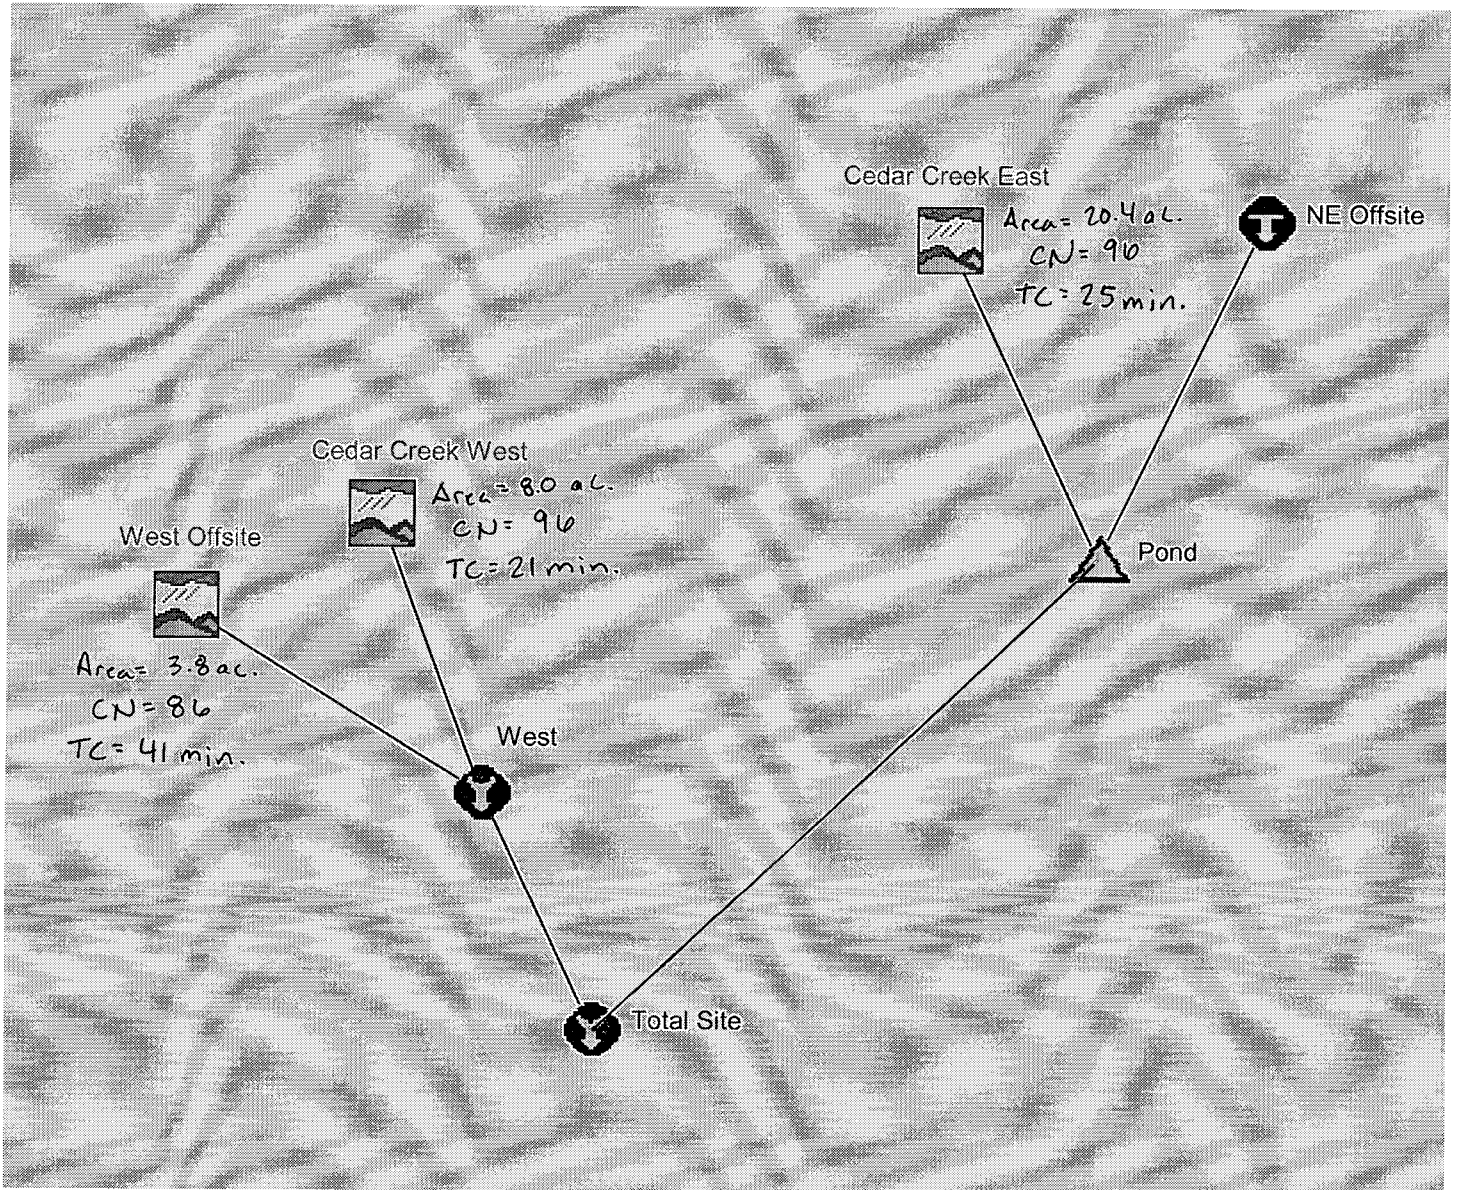 Cedar Creek East
Area= 20.4 ac.
CN= 96
TC= 25 min.
NE Offsite
Cedar Creek West
Area= 8.0 ac.
CN= 96
TC= 21 min.
West Offsite
Area= 3.8 ac.
CN= 86
TC= 41 min.
Pond
West
Total Site